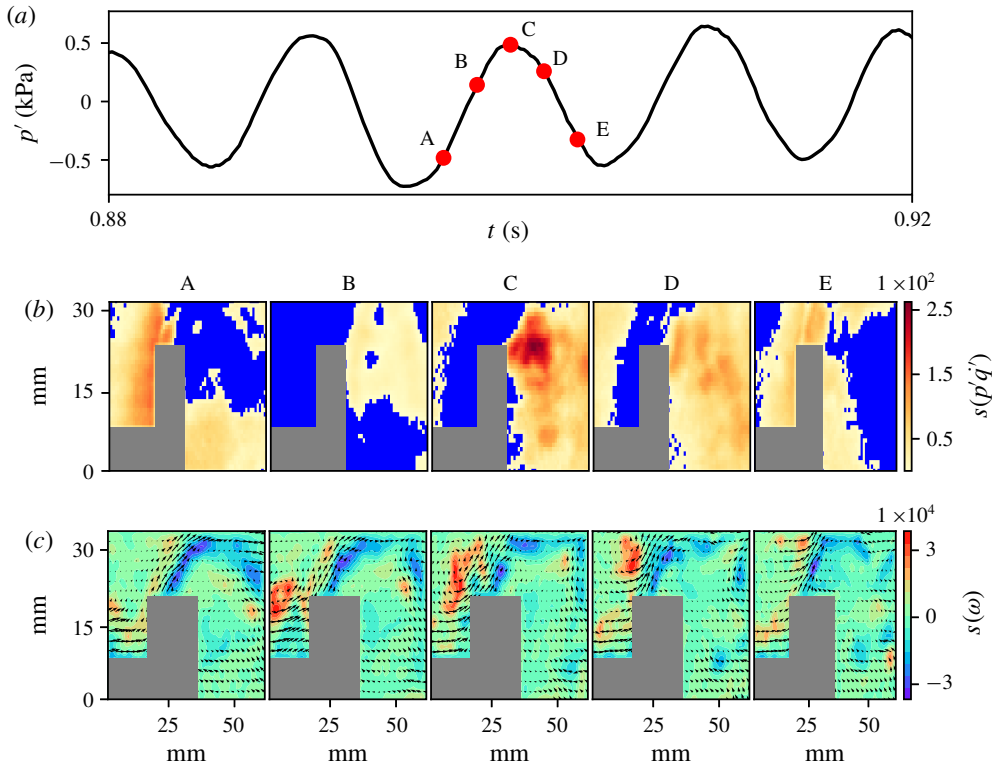 (a)
0.5
0
−0.5
p′ (kPa)
A
B
C
D
E
0.88
0.92
t (s)
(b)
A
B
C
D
E
1 ×10²
30
15
0
mm
2.5
1.5
0.5
s(p′q̇′)
(c)
1 ×10⁴
30
15
0
mm
3
0
−3
s(ω)
25 50 25 50 25 50 25 50 25 50
mm mm mm mm mm